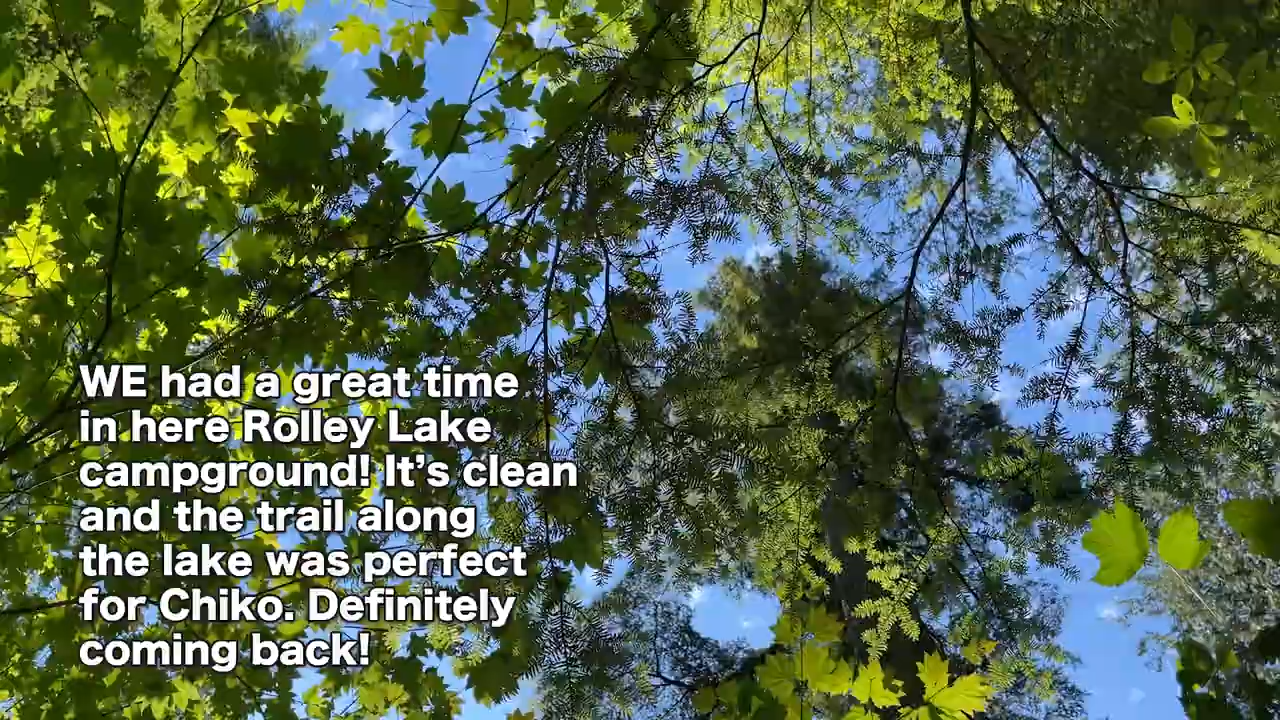 WE had a great time
in here Rolley Lake
campground! It’s clean
and the trail along
the lake was perfect
for Chiko. Definitely
coming back!